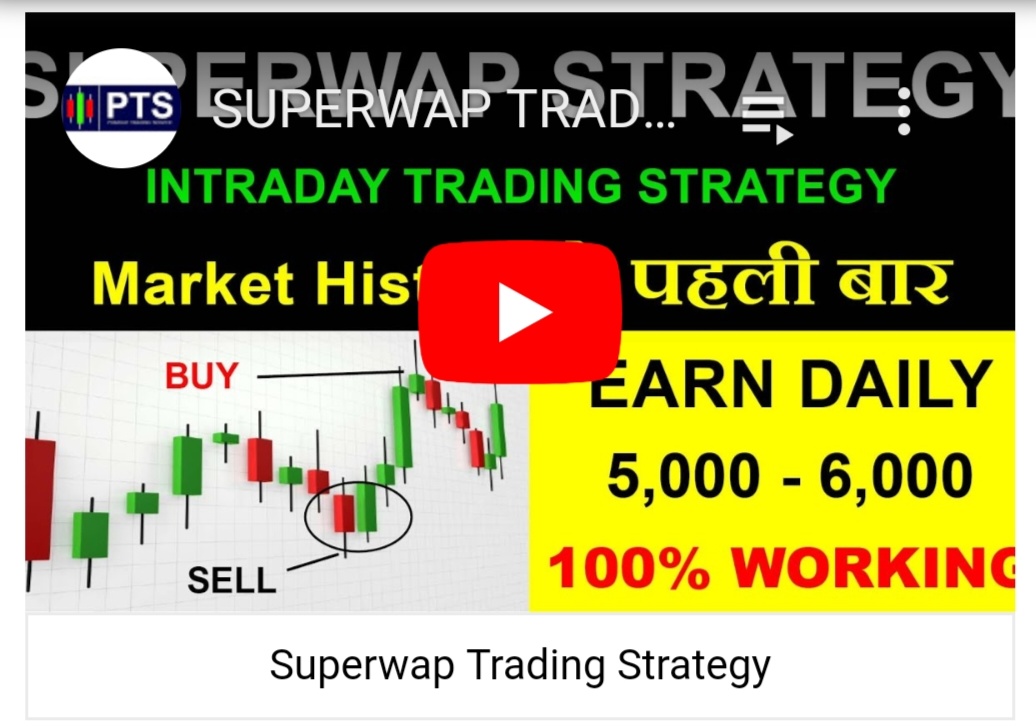 SUPERWAP STRATEGY
PTS
SUPERWAP TRAD...
INTRADAY TRADING STRATEGY
Market Hist पहली बार
BUY
SELL
EARN DAILY
5,000 - 6,000
100% WORKING
Superwap Trading Strategy